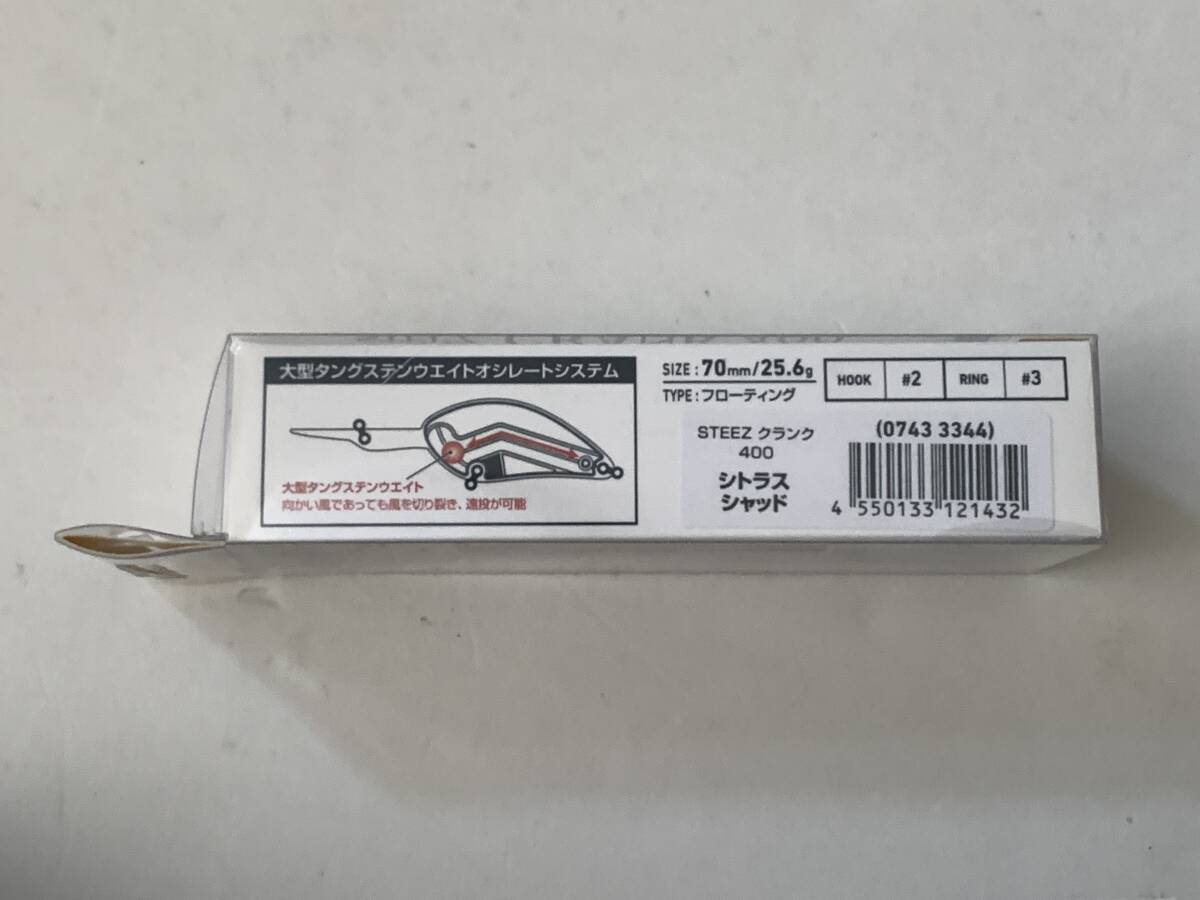 大型タングステンウエイトオシレートシステム
大型タングステンウエイト
向かい風であっても風を切り裂き、遠投が可能
SIZE : 70mm/25.6g
TYPE : フローティング
HOOK #2 RING #3
STEEZ クランク
400
シトラス
シャッド
(0743 3344)
4 550133 121432